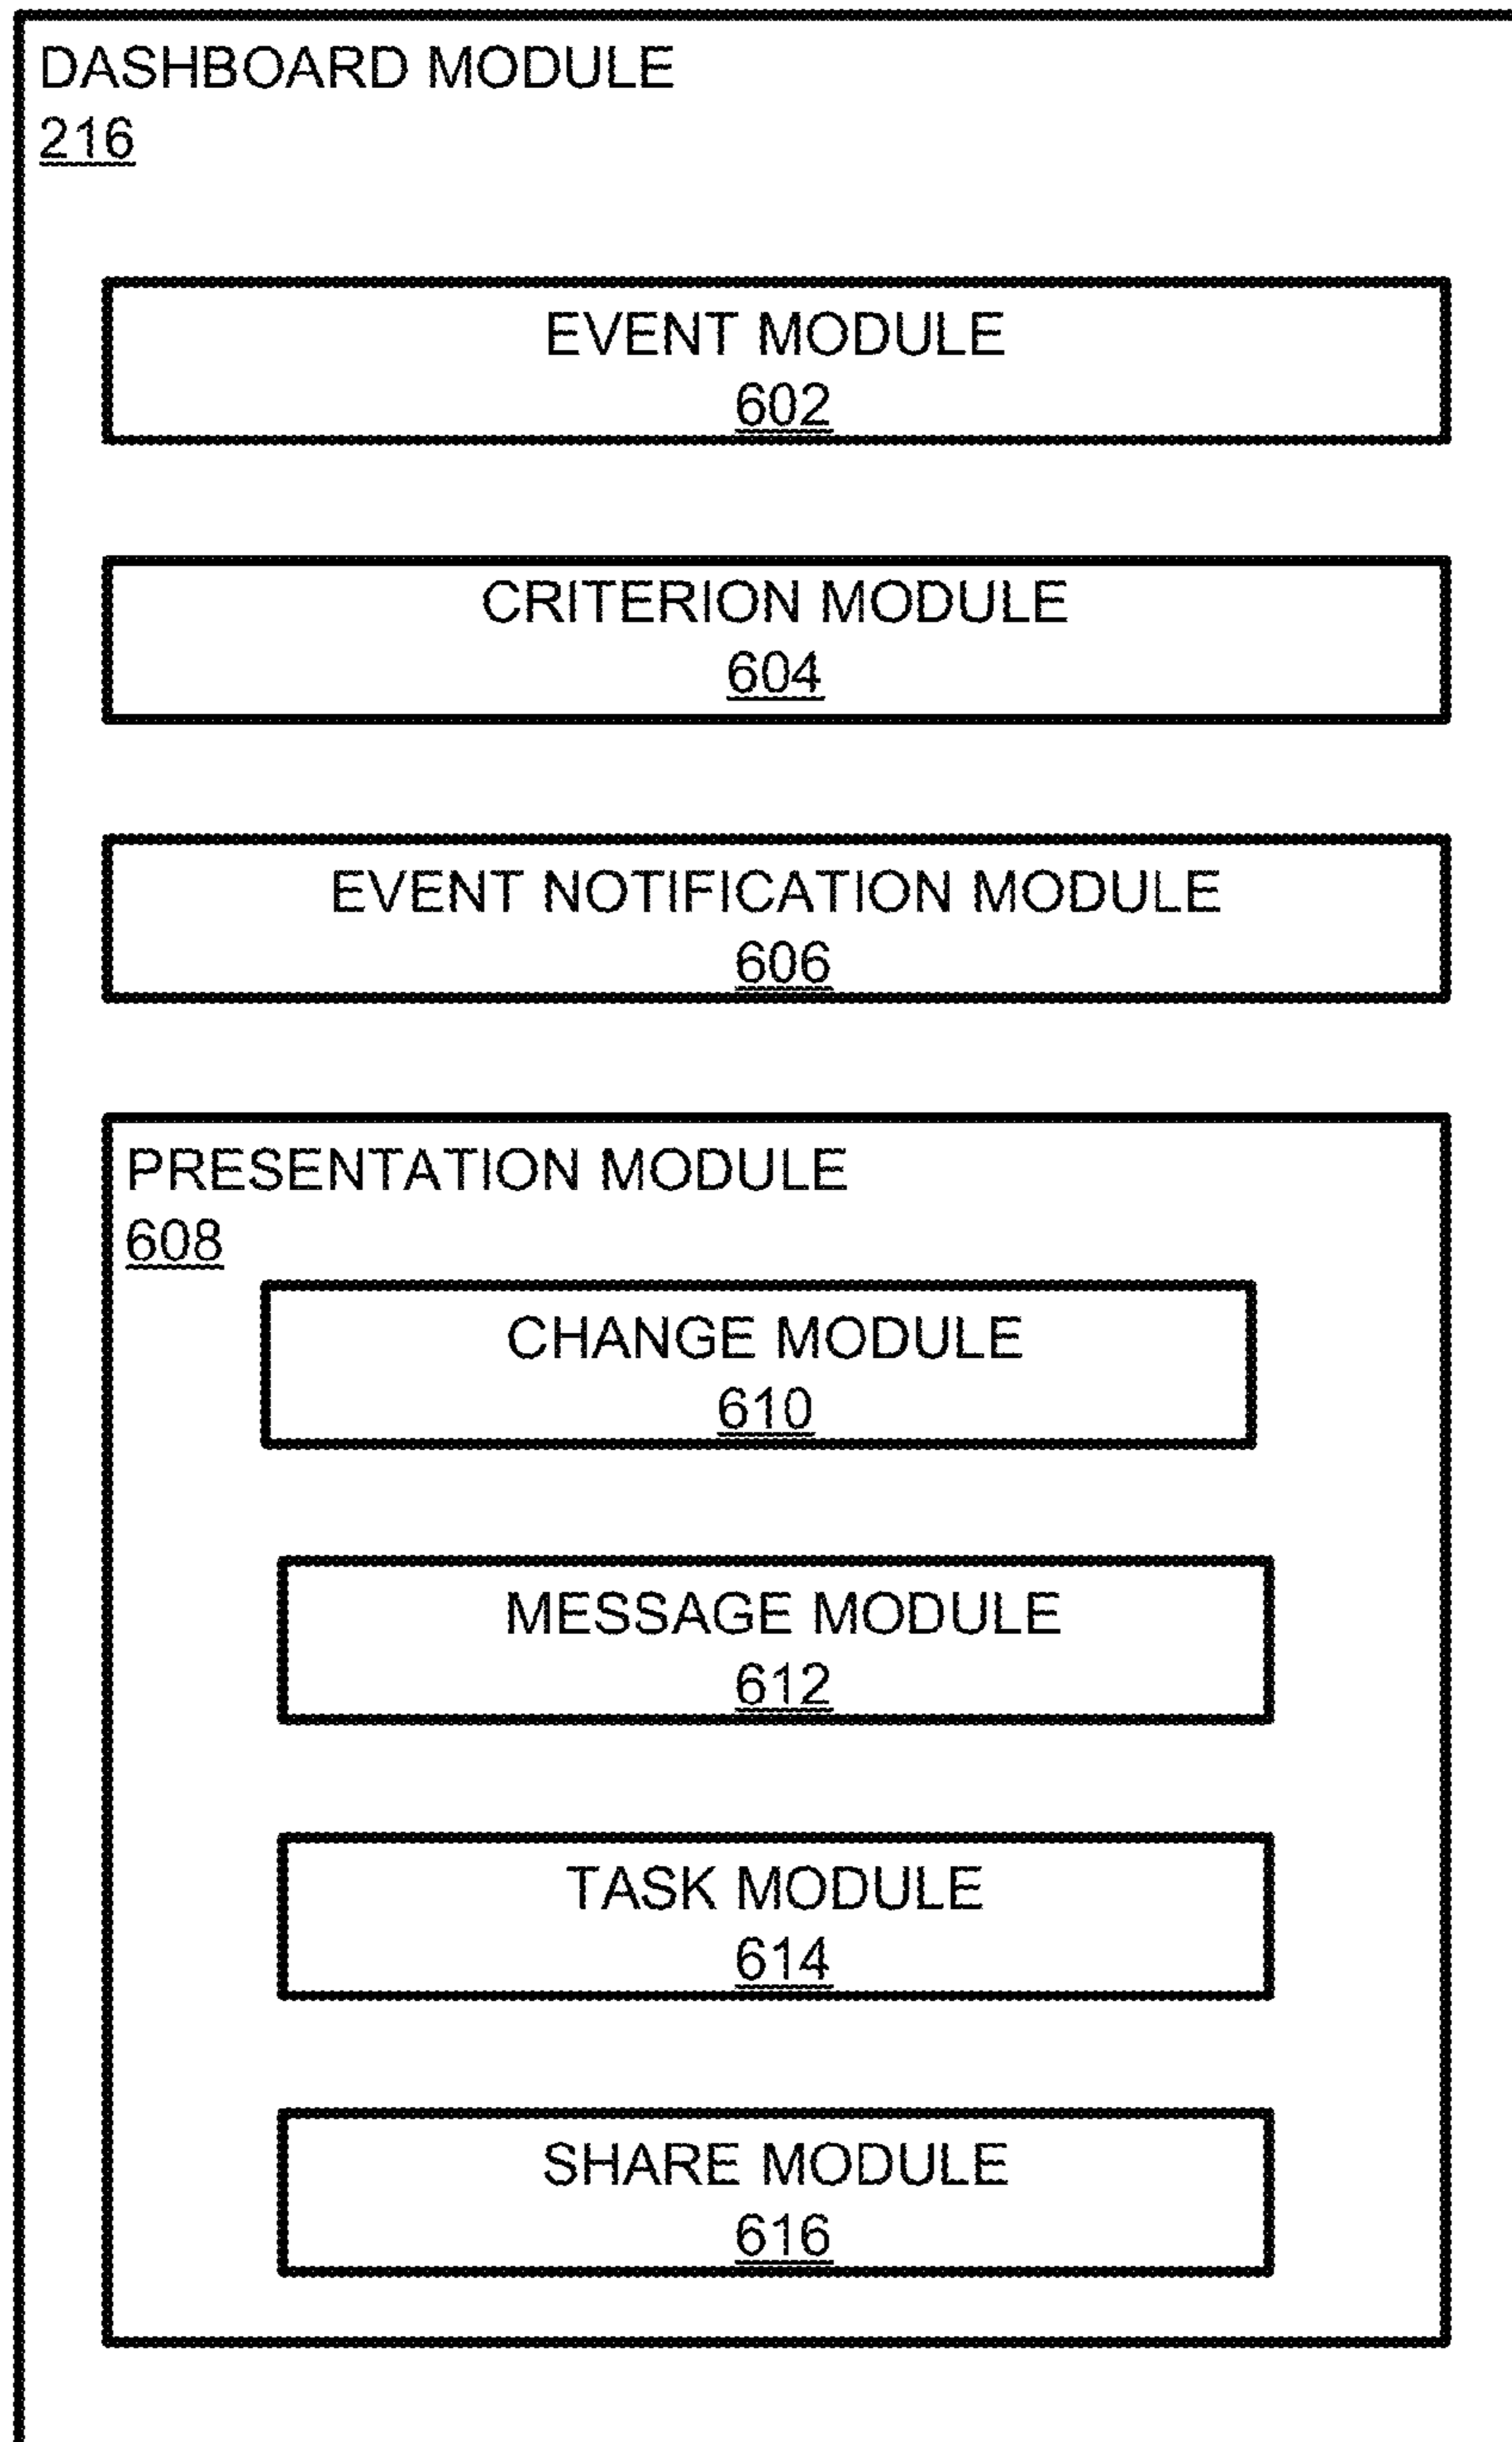 DASHBOARD MODULE
216
EVENT MODULE
602
CRITERION MODULE
604
EVENT NOTIFICATION MODULE
606
PRESENTATION MODULE
608
CHANGE MODULE
610
MESSAGE MODULE
612
TASK MODULE
614
SHARE MODULE
616